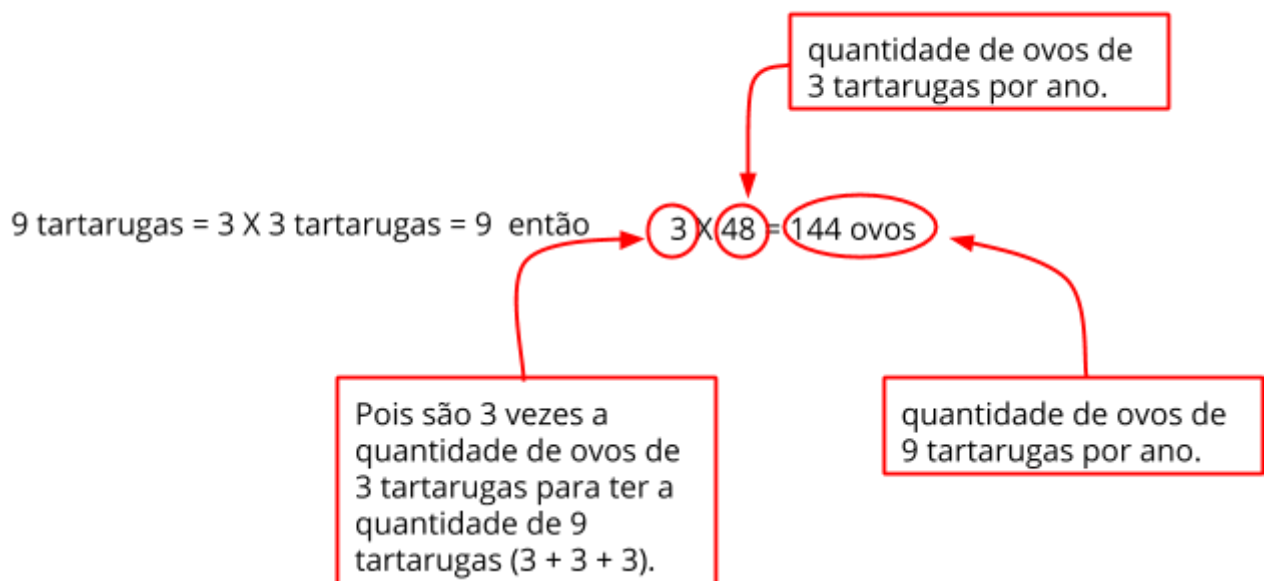 quantidade de ovos de
3 tartarugas por ano.
9 tartarugas = 3 X 3 tartarugas = 9 então 3 X 48 = 144 ovos
Pois são 3 vezes a
quantidade de ovos de
3 tartarugas para ter a
quantidade de 9
tartarugas (3 + 3 + 3).
quantidade de ovos de
9 tartarugas por ano.